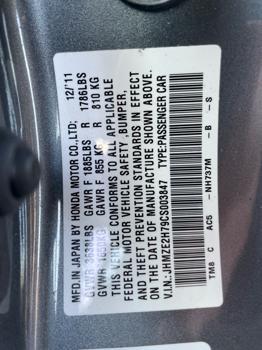 MFD. IN JAPAN BY HONDA MOTOR CO., LTD; 12/'11
GVWR 3638LBS GAWR F 1885LBS R 1786LBS
GVWR 1650KG GAWR F 855 KG R 810 KG
THIS VEHICLE CONFORMS TO ALL APPLICABLE
FEDERAL MOTOR VEHICLE SAFETY, BUMPER,
AND THEFT PREVENTION STANDARDS IN EFFECT
ON THE DATE OF MANUFACTURE SHOWN ABOVE.
V.I.N.: JHMZE2H79CS003847 TYPE:PASSENGER CAR
TM8 C AC5 -NH737M -B -S